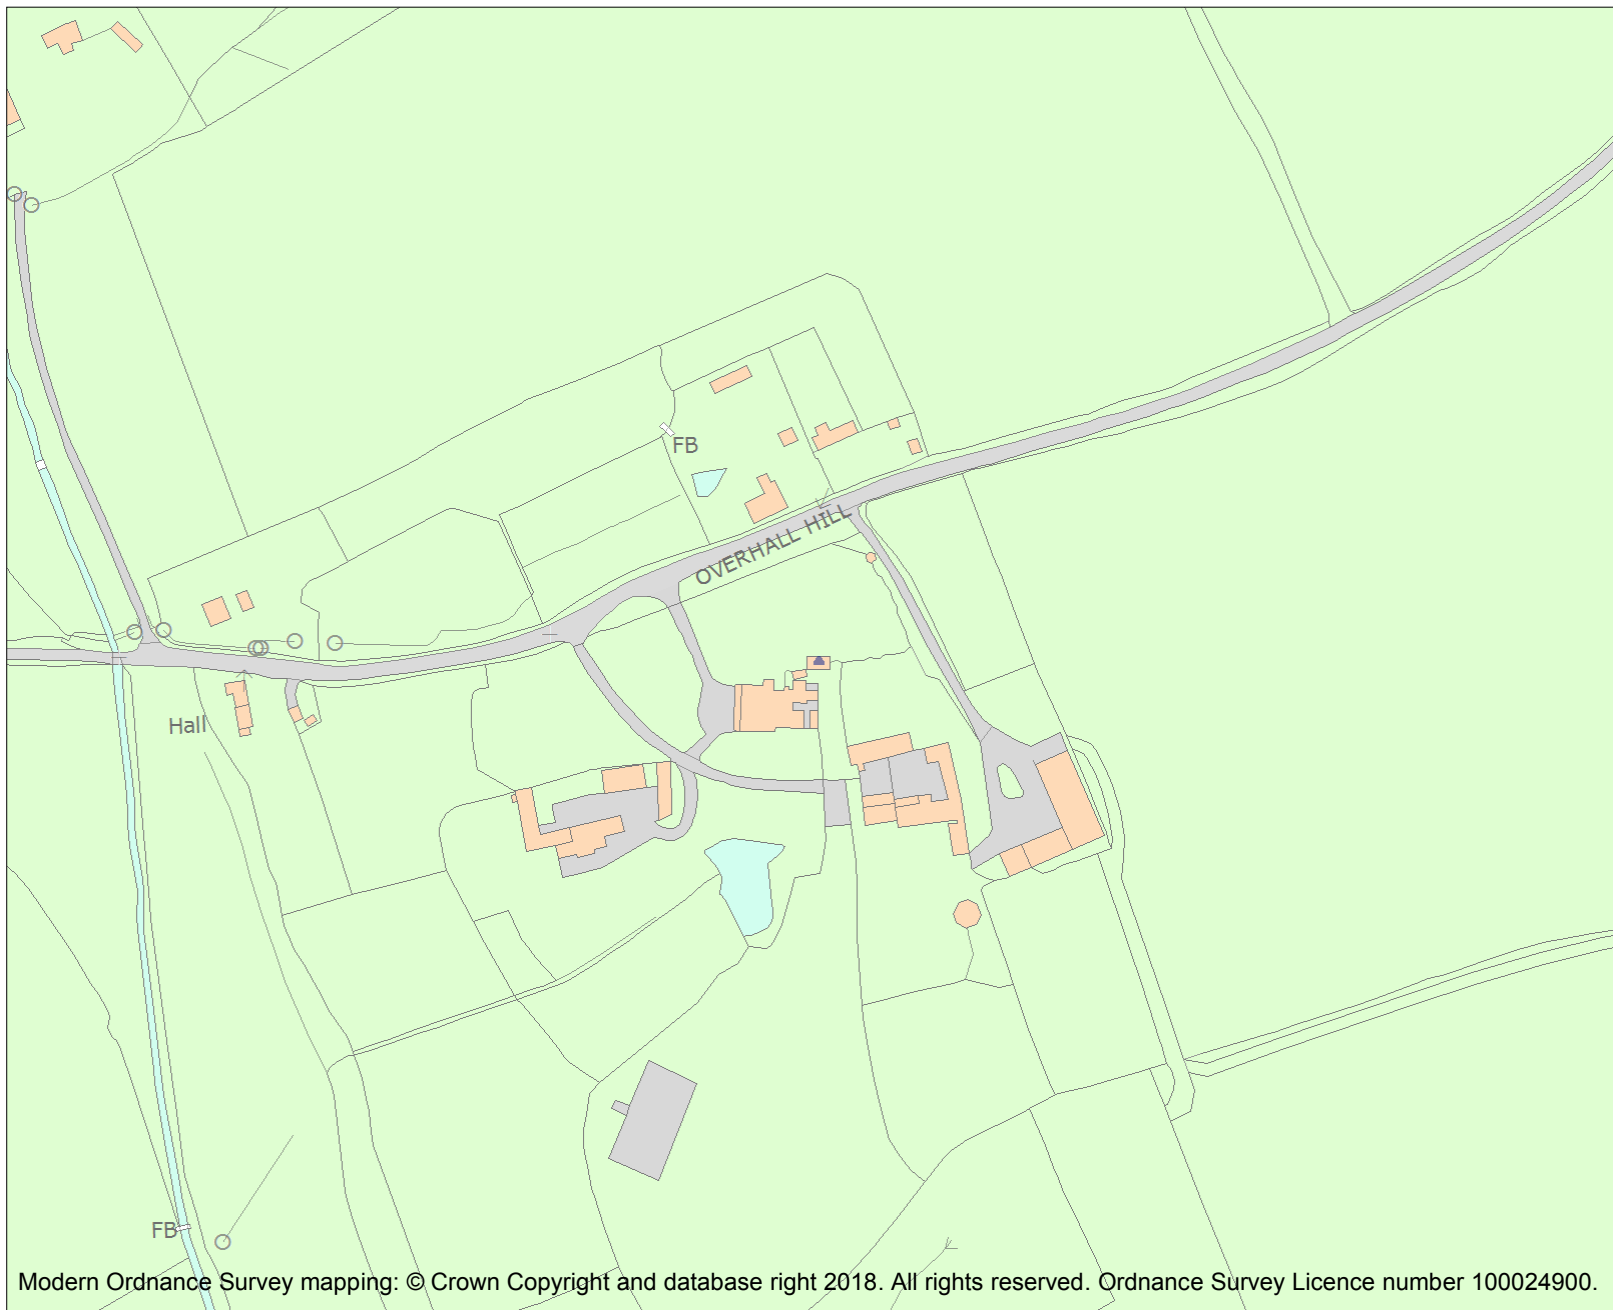 FB
OVERHALL HILL
Hall
FB
Modern Ordnance Survey mapping: © Crown Copyright and database right 2018. All rights reserved. Ordnance Survey Licence number 100024900.